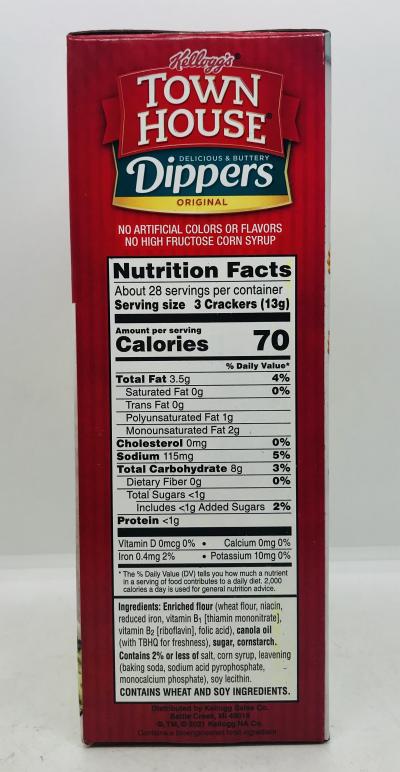 Kellogg's®
TOWN
HOUSE®
DELICIOUS & BUTTERY
Dippers
ORIGINAL
NO ARTIFICIAL COLORS OR FLAVORS
NO HIGH FRUCTOSE CORN SYRUP
Nutrition Facts
About 28 servings per container
Serving size 3 Crackers (13g)
Amount per serving
Calories 70
% Daily Value*
Total Fat 3.5g 4%
Saturated Fat 0g 0%
Trans Fat 0g
Polyunsaturated Fat 1g
Monounsaturated Fat 2g
Cholesterol 0mg 0%
Sodium 115mg 5%
Total Carbohydrate 8g 3%
Dietary Fiber 0g 0%
Total Sugars <1g
Includes <1g Added Sugars 2%
Protein <1g
Vitamin D 0mcg 0% • Calcium 0mg 0%
Iron 0.4mg 2% • Potassium 10mg 0%
* The % Daily Value (DV) tells you how much a nutrient
in a serving of food contributes to a daily diet. 2,000
calories a day is used for general nutrition advice.
Ingredients: Enriched flour (wheat flour, niacin,
reduced iron, vitamin B1 [thiamin mononitrate],
vitamin B2 [riboflavin], folic acid), canola oil
(with TBHQ for freshness), sugar, cornstarch.
Contains 2% or less of salt, corn syrup, leavening
(baking soda, sodium acid pyrophosphate,
monocalcium phosphate), soy lecithin.
CONTAINS WHEAT AND SOY INGREDIENTS.
Distributed by Kellogg Sales Co.
Battle Creek, MI 49016
®, TM, © 2021 Kellogg NA Co.
Contains a bioengineered food ingredient